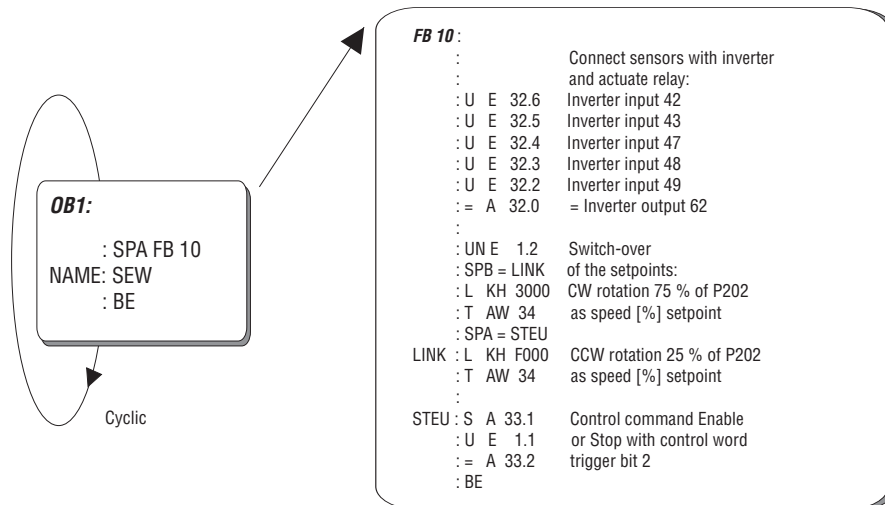 OB1:
: SPA FB 10
NAME: SEW
: BE
Cyclic
FB 10 :
: Connect sensors with inverter
: and actuate relay:
: U E 32.6 Inverter input 42
: U E 32.5 Inverter input 43
: U E 32.4 Inverter input 47
: U E 32.3 Inverter input 48
: U E 32.2 Inverter input 49
: = A 32.0 = Inverter output 62
:
: UN E 1.2 Switch-over
: SPB = LINK of the setpoints:
: L KH 3000 CW rotation 75 % of P202
: T AW 34 as speed [%] setpoint
: SPA = STEU
LINK : L KH F000 CCW rotation 25 % of P202
: T AW 34 as speed [%] setpoint
:
STEU : S A 33.1 Control command Enable
: U E 1.1 or Stop with control word
: = A 33.2 trigger bit 2
: BE